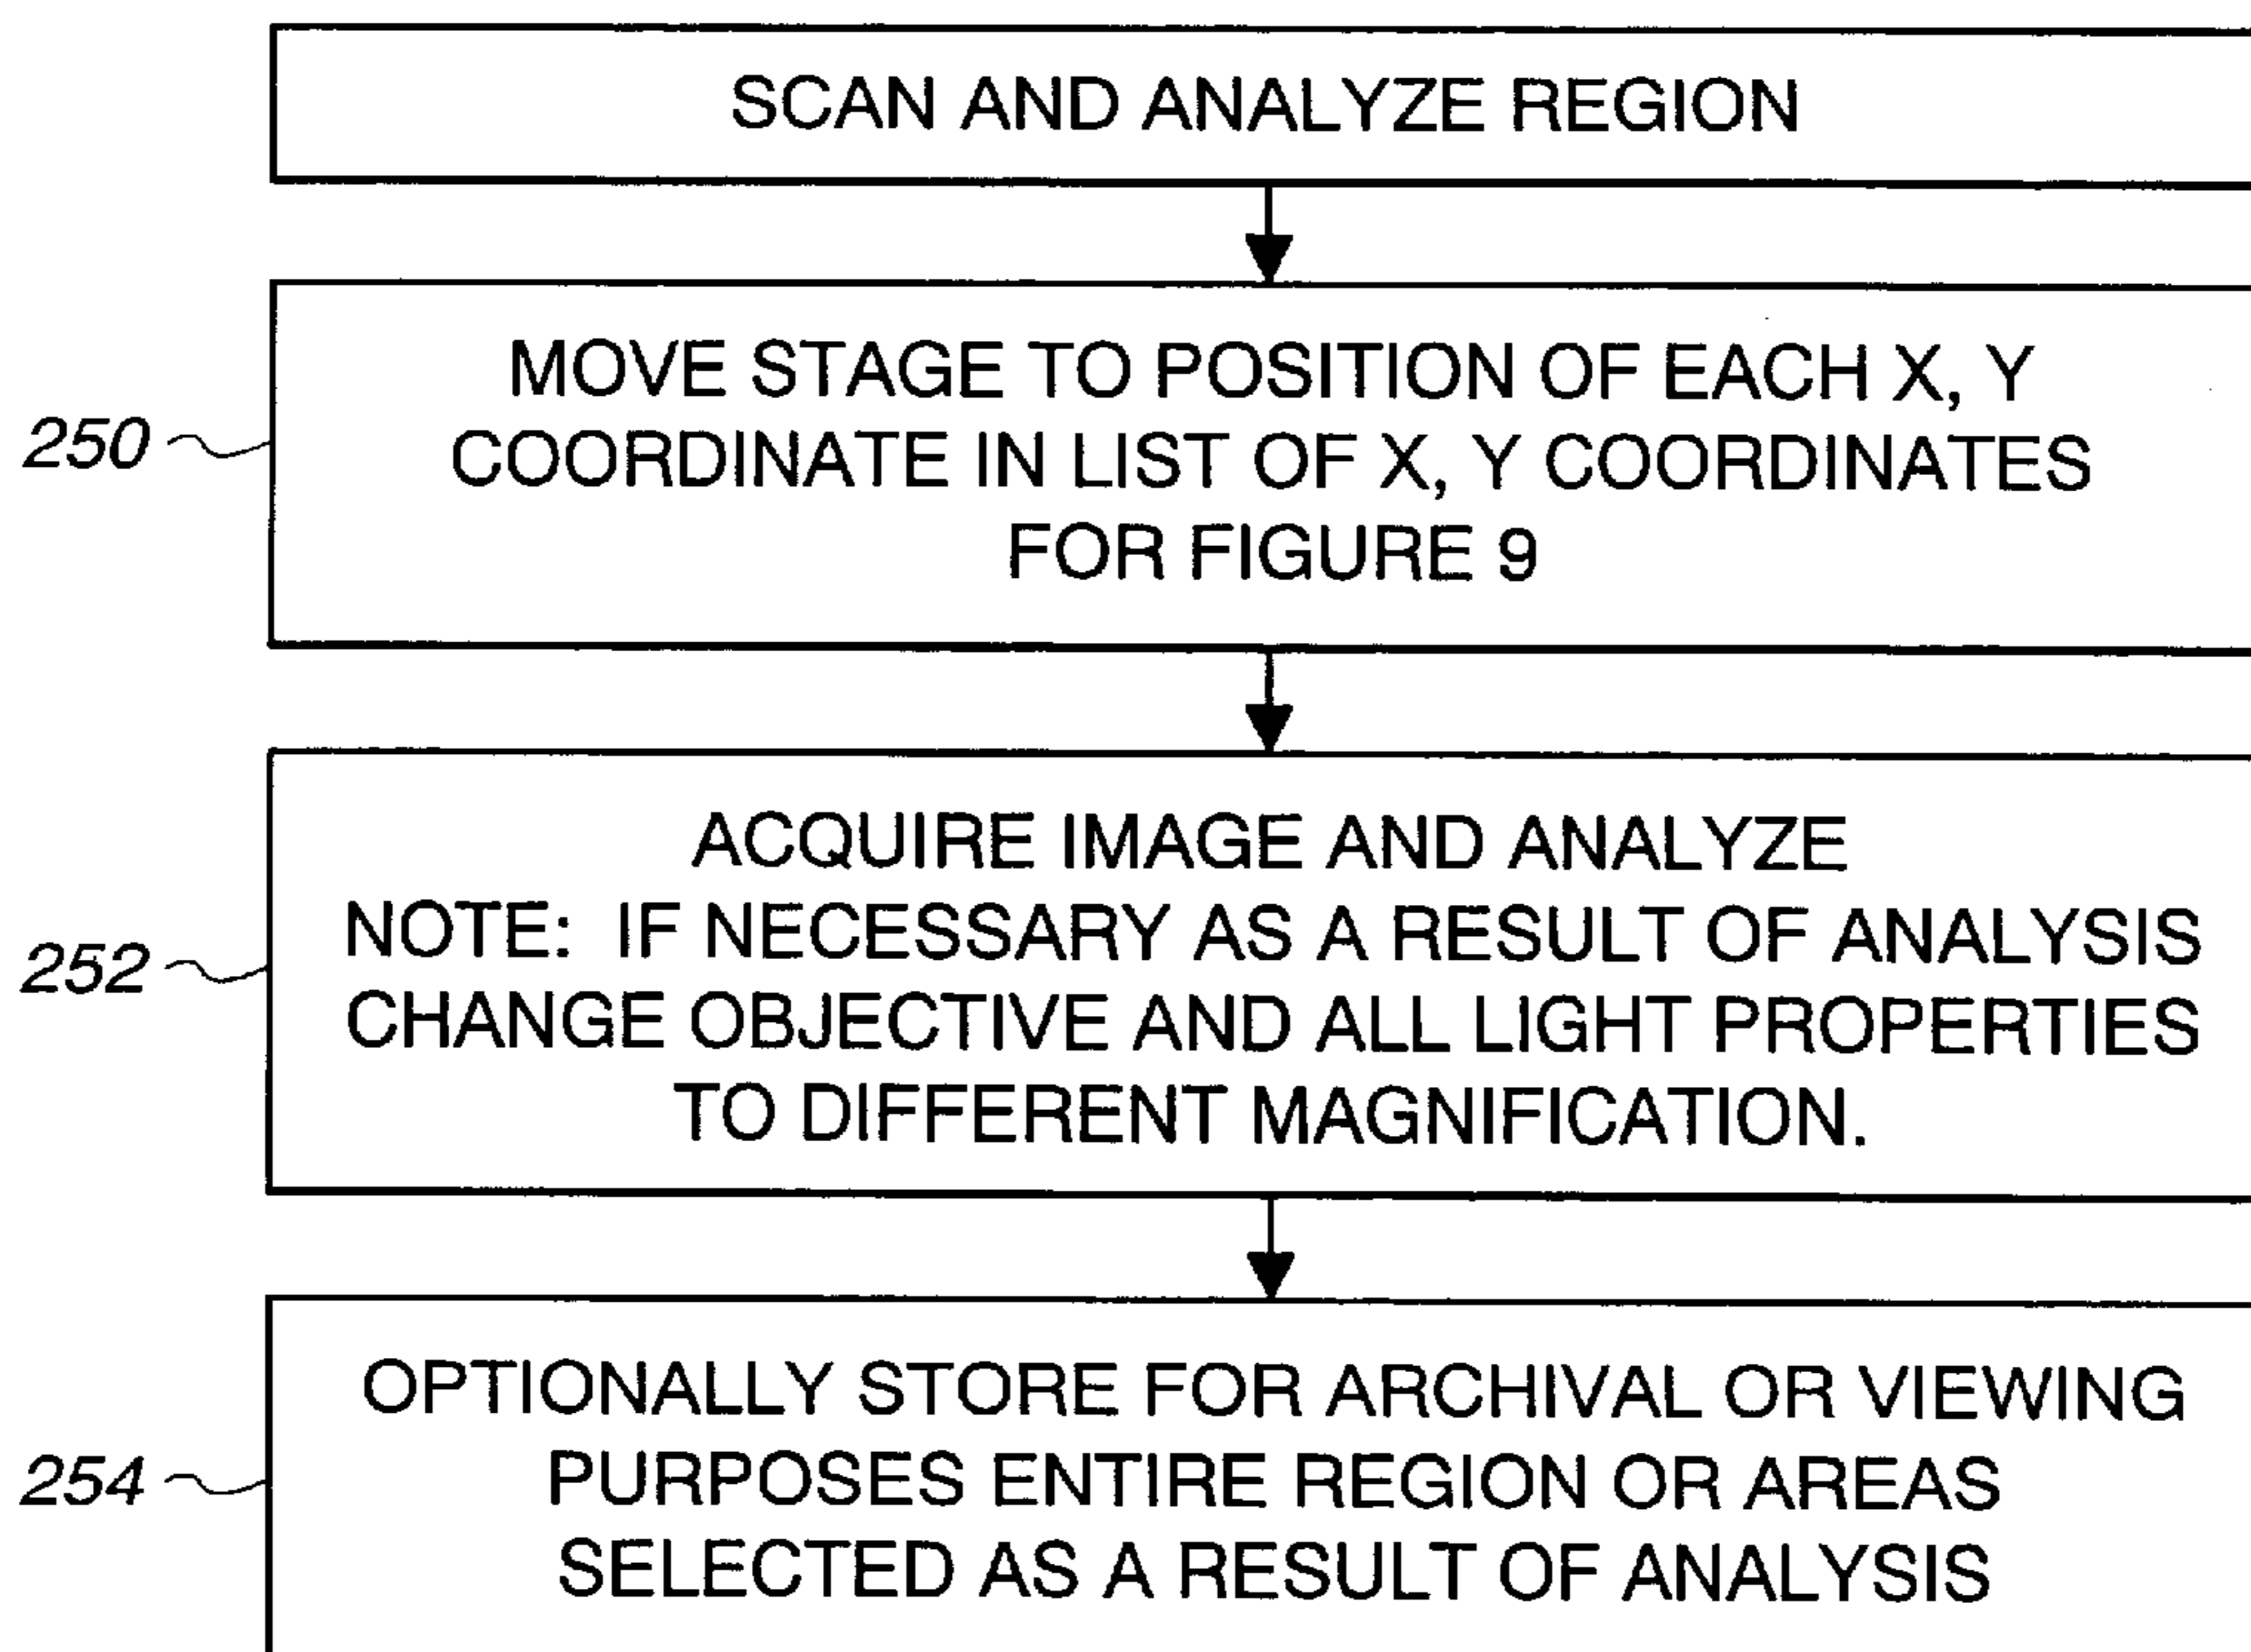 SCAN AND ANALYZE REGION
250
MOVE STAGE TO POSITION OF EACH X, Y
COORDINATE IN LIST OF X, Y COORDINATES
FOR FIGURE 9
252
ACQUIRE IMAGE AND ANALYZE
NOTE: IF NECESSARY AS A RESULT OF ANALYSIS
CHANGE OBJECTIVE AND ALL LIGHT PROPERTIES
TO DIFFERENT MAGNIFICATION.
254
OPTIONALLY STORE FOR ARCHIVAL OR VIEWING
PURPOSES ENTIRE REGION OR AREAS
SELECTED AS A RESULT OF ANALYSIS